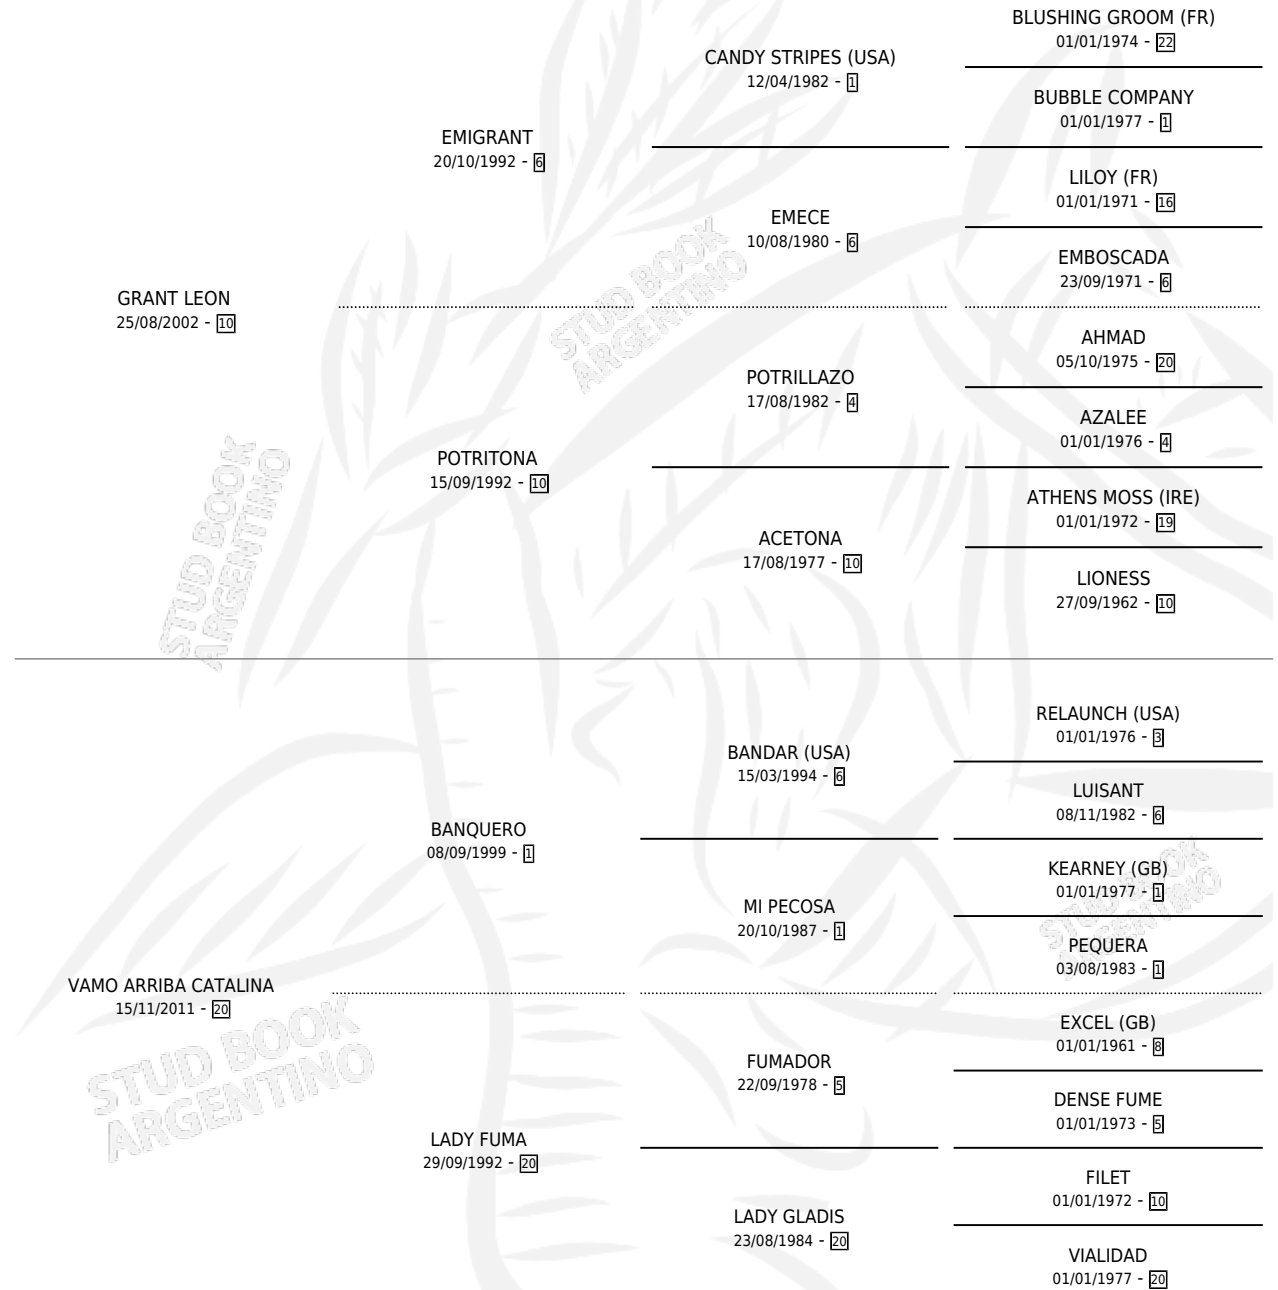 BLUSHING GROOM (FR)
01/01/1974 - 22
CANDY STRIPES (USA)
12/04/1982 - 1
BUBBLE COMPANY
01/01/1977 - 1
EMIGRANT
20/10/1992 - 6
LILOY (FR)
01/01/1971 - 16
EMECE
10/08/1980 - 6
EMBOSCADA
23/09/1971 - 6
GRANT LEON
25/08/2002 - 10
AHMAD
05/10/1975 - 20
POTRILLAZO
17/08/1982 - 4
AZALEE
01/01/1976 - 4
POTRITONA
15/09/1992 - 10
ATHENS MOSS (IRE)
01/01/1972 - 19
ACETONA
17/08/1977 - 10
LIONESS
27/09/1962 - 10
STUD BOOK
ARGENTINO
STUD BOOK
ARGENTINO
RELAUNCH (USA)
01/01/1976 - 3
BANDAR (USA)
15/03/1994 - 6
LUISANT
08/11/1982 - 6
BANQUERO
08/09/1999 - 1
KEARNEY (GB)
01/01/1977 - 1
MI PECOSA
20/10/1987 - 1
PEQUERA
03/08/1983 - 1
VAMO ARRIBA CATALINA
15/11/2011 - 20
EXCEL (GB)
01/01/1961 - 8
FUMADOR
22/09/1978 - 5
DENSE FUME
01/01/1973 - 5
LADY FUMA
29/09/1992 - 20
FILET
01/01/1972 - 10
LADY GLADIS
23/08/1984 - 20
VIALIDAD
01/01/1977 - 20
STUD BOOK
ARGENTINO
STUD BOOK
ARGENTINO